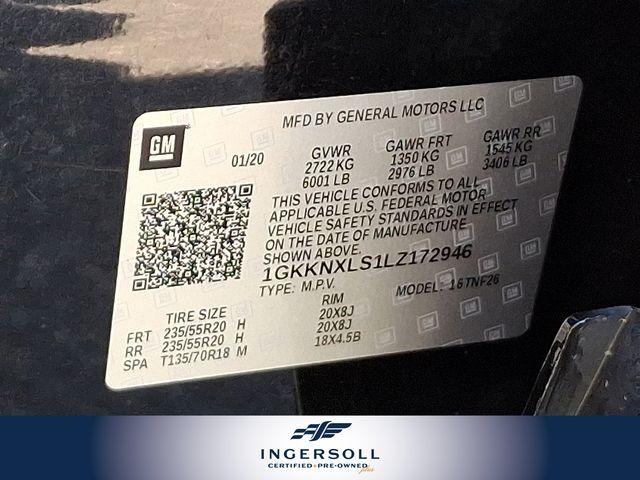 MFD BY GENERAL MOTORS LLC
GM
01/20
GVWR GAWR FRT GAWR RR
2722 KG 1350 KG 1545 KG
6001 LB 2976 LB 3406 LB
THIS VEHICLE CONFORMS TO ALL
APPLICABLE U.S. FEDERAL MOTOR
VEHICLE SAFETY STANDARDS IN EFFECT
ON THE DATE OF MANUFACTURE
SHOWN ABOVE.
1GKKNXLS1LZ172946
TYPE: M.P.V. MODEL: 16TNF26
TIRE SIZE RIM
FRT 235/55R20 H 20X8J
RR 235/55R20 H 20X8J
SPA T135/70R18 M 18X4.5B
INGERSOLL
CERTIFIED PRE-OWNED plus